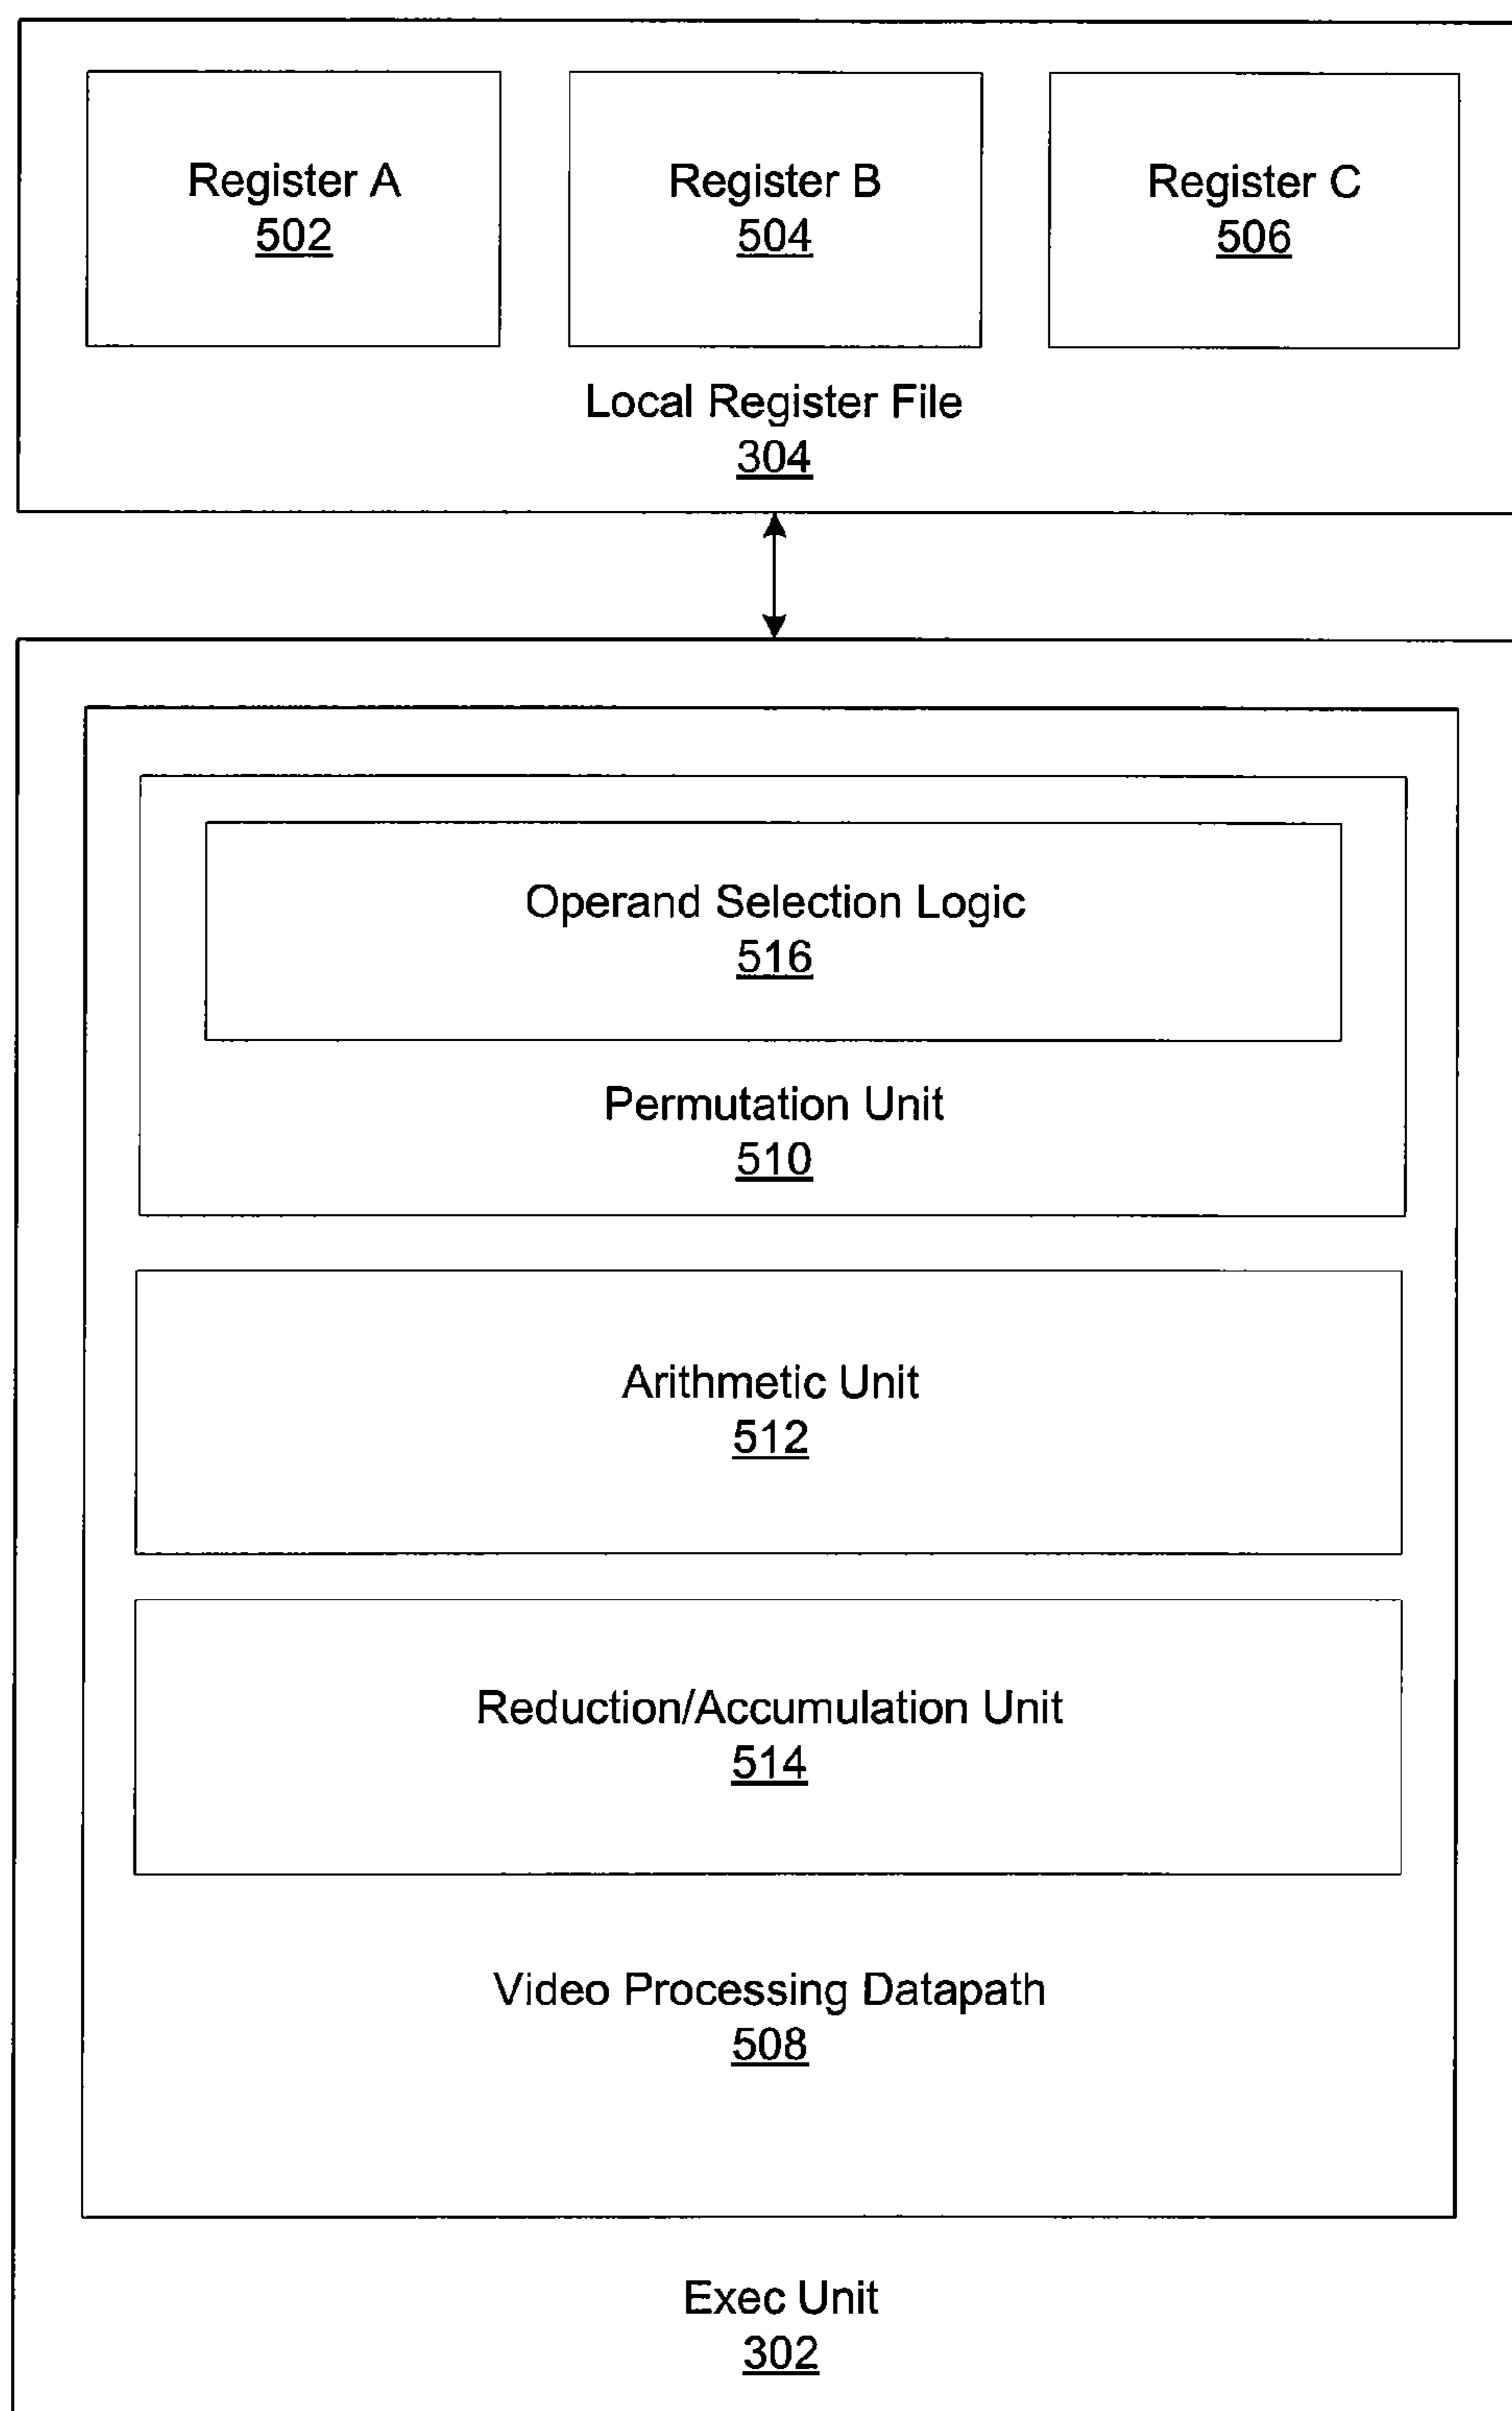 Register A
502
Register B
504
Register C
506
Local Register File
304
Operand Selection Logic
516
Permutation Unit
510
Arithmetic Unit
512
Reduction/Accumulation Unit
514
Video Processing Datapath
508
Exec Unit
302